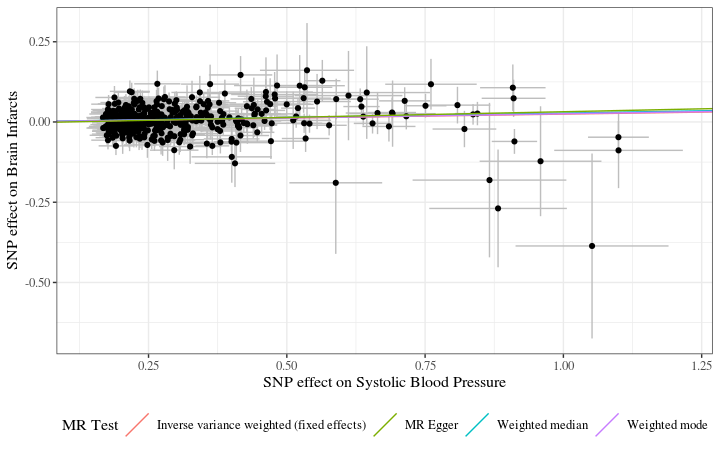 SNP effect on Brain Infarcts
0.25
0.00
-0.25
-0.50
0.25 0.50 0.75 1.00 1.25
SNP effect on Systolic Blood Pressure
MR Test Inverse variance weighted (fixed effects) MR Egger Weighted median Weighted mode